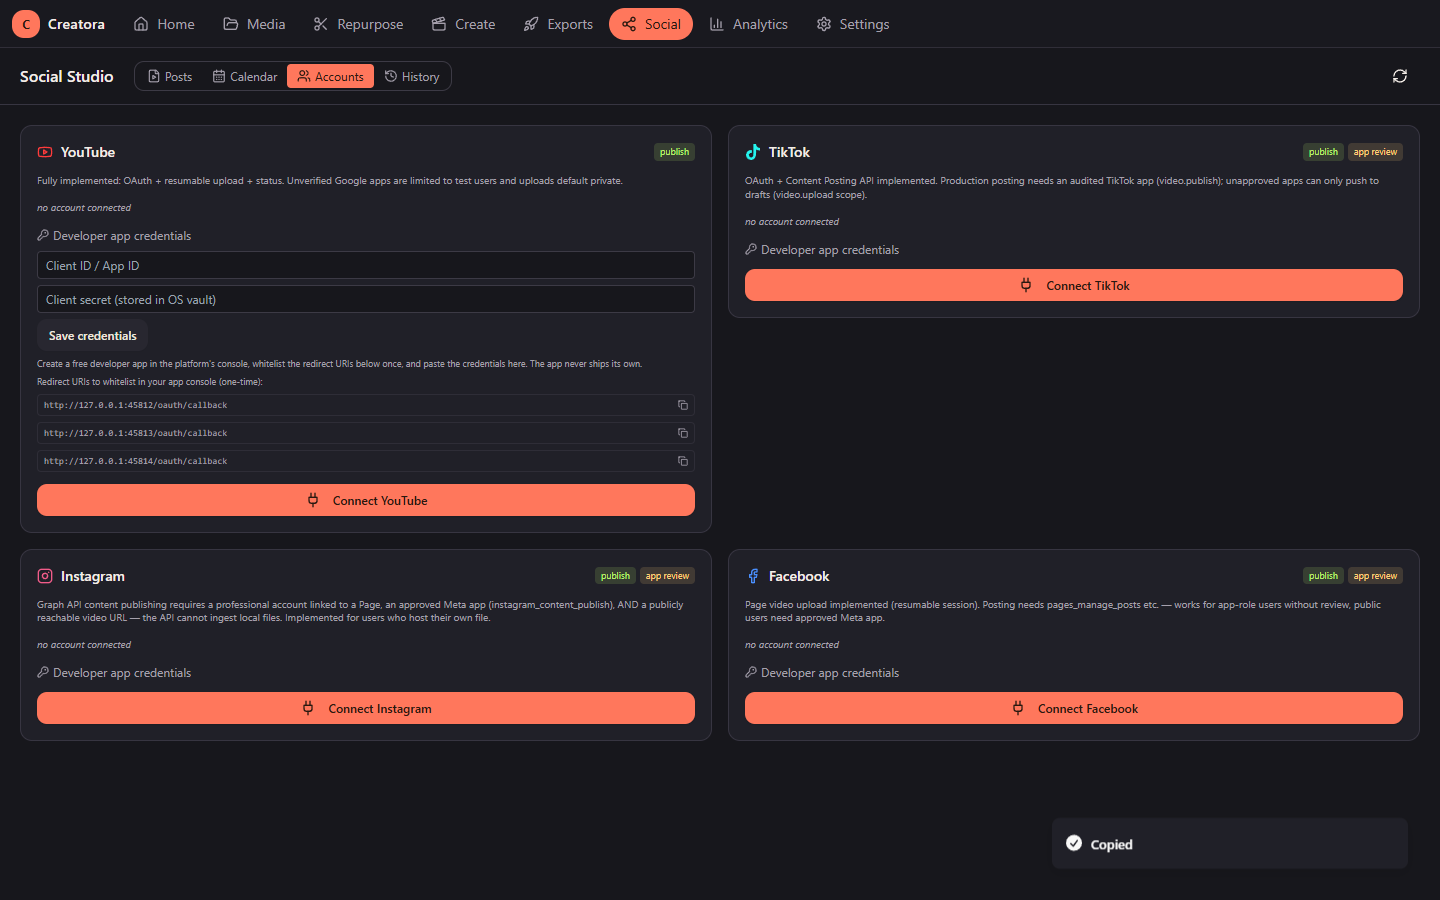 C Creatora Home Media Repurpose Create Exports Social Analytics Settings
Social Studio Posts Calendar Accounts History
YouTube publish
Fully implemented: OAuth + resumable upload + status. Unverified Google apps are limited to test users and uploads default private.
no account connected
Developer app credentials
Client ID / App ID
Client secret (stored in OS vault)
Save credentials
Create a free developer app in the platform's console, whitelist the redirect URIs below once, and paste the credentials here. The app never ships its own.
Redirect URIs to whitelist in your app console (one-time):
http://127.0.0.1:45812/oauth/callback
http://127.0.0.1:45813/oauth/callback
http://127.0.0.1:45814/oauth/callback
Connect YouTube
TikTok publish app review
OAuth + Content Posting API implemented. Production posting needs an audited TikTok app (video.publish); unapproved apps can only push to
drafts (video.upload scope).
no account connected
Developer app credentials
Connect TikTok
Instagram publish app review
Graph API content publishing requires a professional account linked to a Page, an approved Meta app (instagram_content_publish), AND a publicly
reachable video URL — the API cannot ingest local files. Implemented for users who host their own file.
no account connected
Developer app credentials
Connect Instagram
Facebook publish app review
Page video upload implemented (resumable session). Posting needs pages_manage_posts etc. — works for app-role users without review, public
users need approved Meta app.
no account connected
Developer app credentials
Connect Facebook
Copied